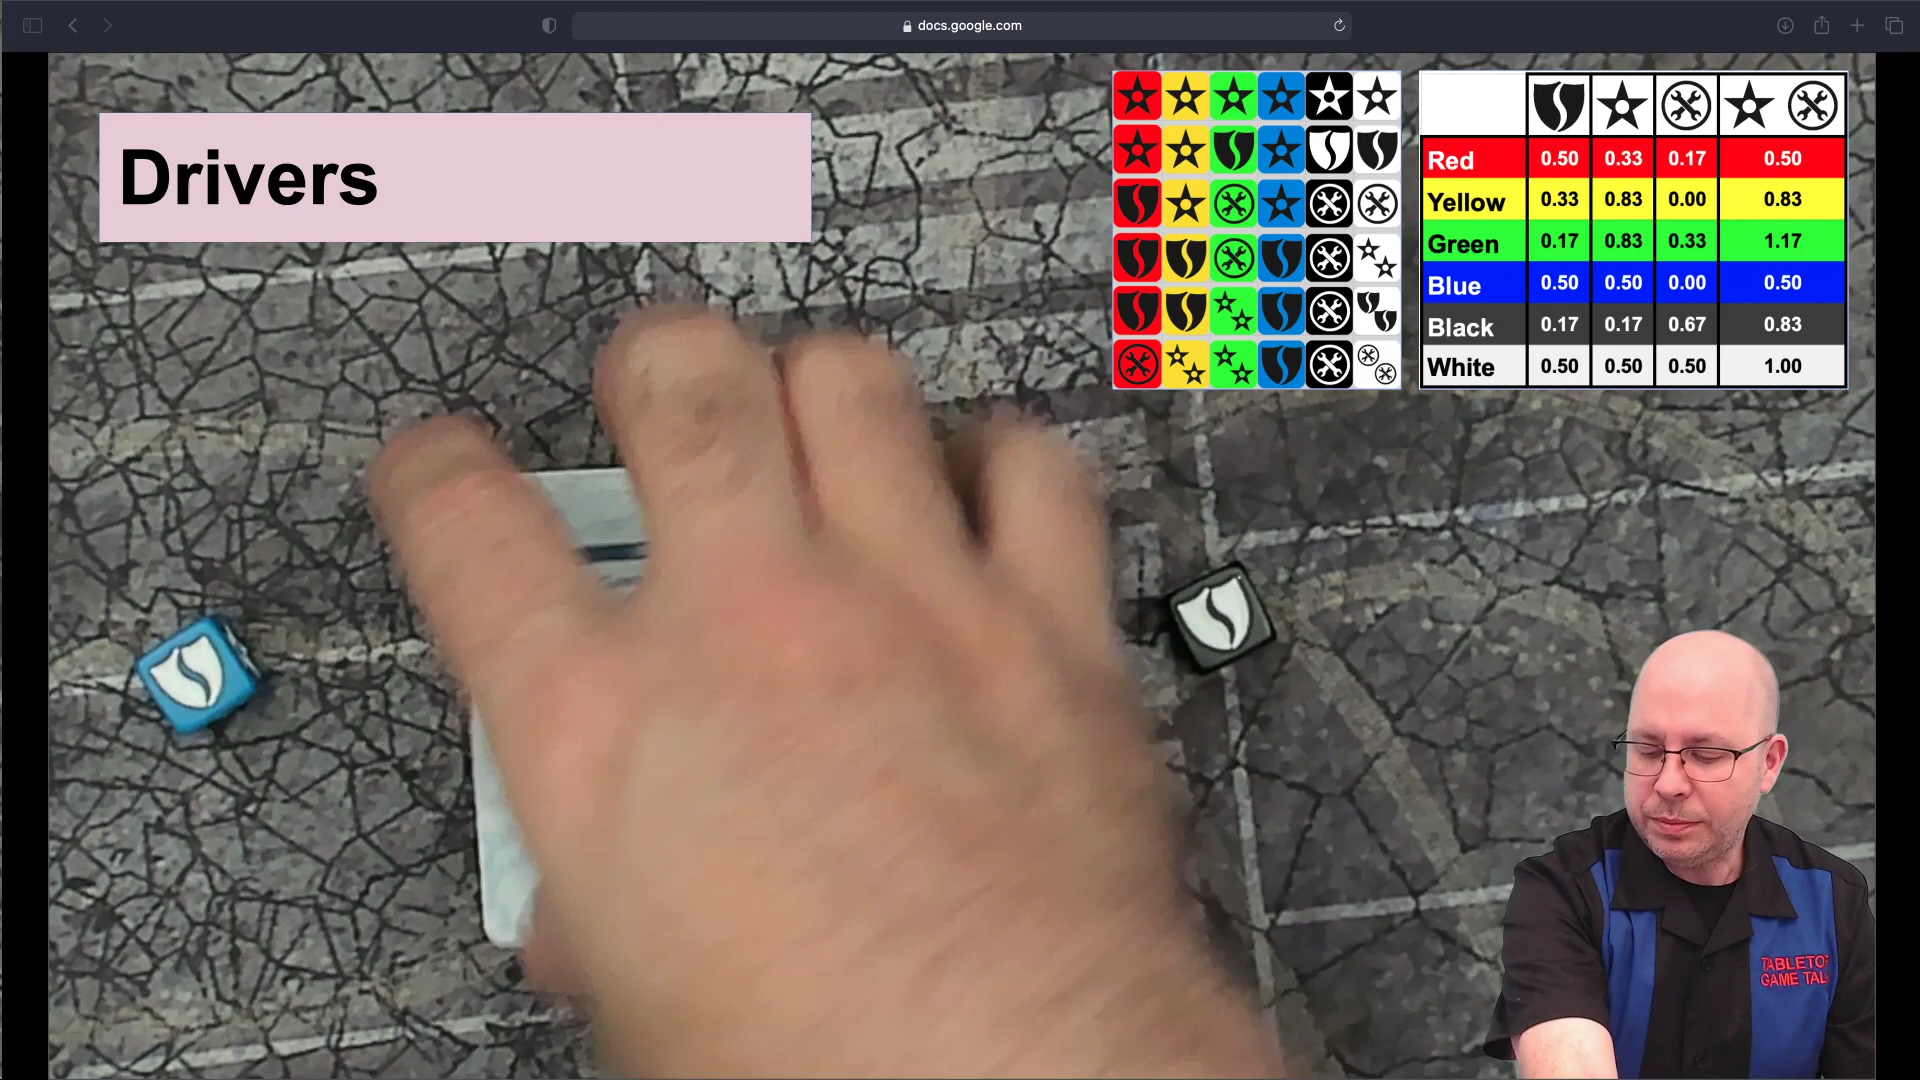 docs.google.com
Drivers
Red 0.50 0.33 0.17 0.50
Yellow 0.33 0.83 0.00 0.83
Green 0.17 0.83 0.33 1.17
Blue 0.50 0.50 0.00 0.50
Black 0.17 0.17 0.67 0.83
White 0.50 0.50 0.50 1.00
TABLETOP
GAME TAL